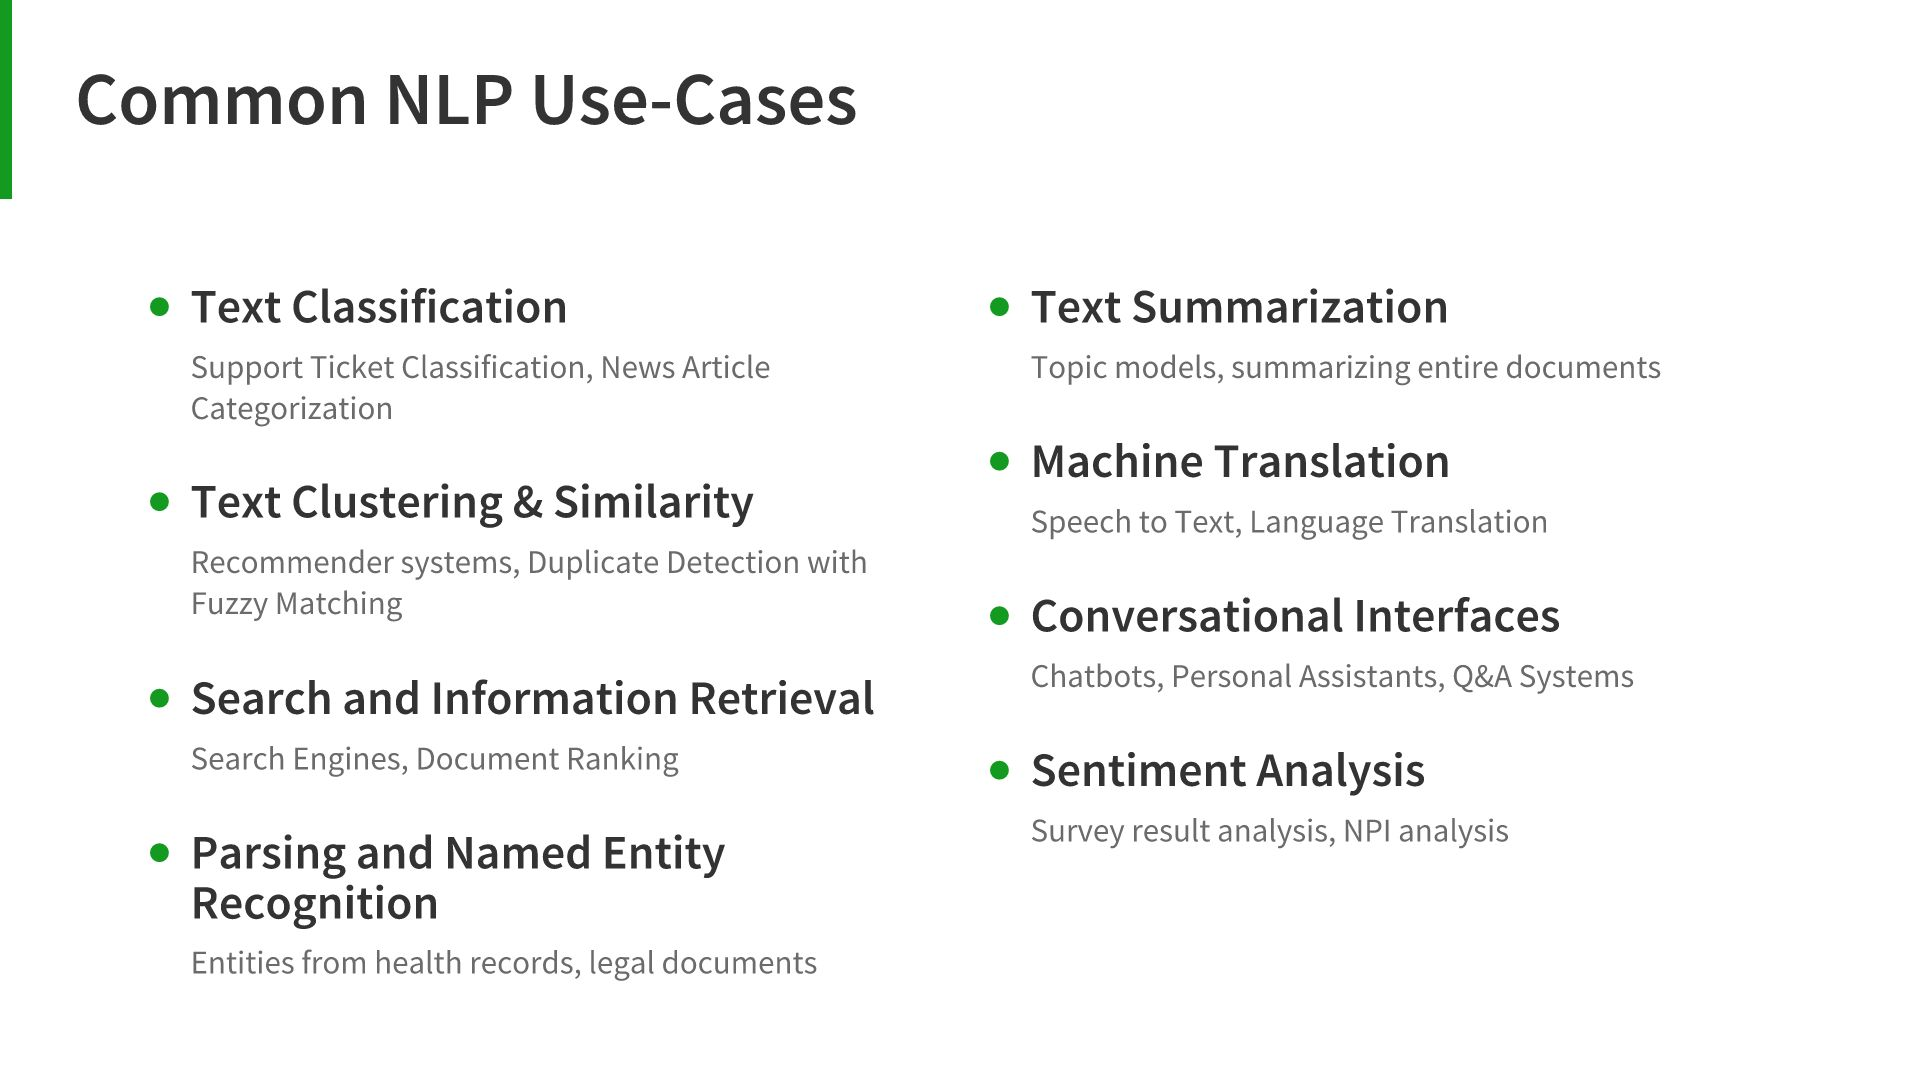 Common NLP Use-Cases
Text Classification
Support Ticket Classification, News Article
Categorization
Text Clustering & Similarity
Recommender systems, Duplicate Detection with
Fuzzy Matching
Search and Information Retrieval
Search Engines, Document Ranking
Parsing and Named Entity
Recognition
Entities from health records, legal documents
Text Summarization
Topic models, summarizing entire documents
Machine Translation
Speech to Text, Language Translation
Conversational Interfaces
Chatbots, Personal Assistants, Q&A Systems
Sentiment Analysis
Survey result analysis, NPI analysis